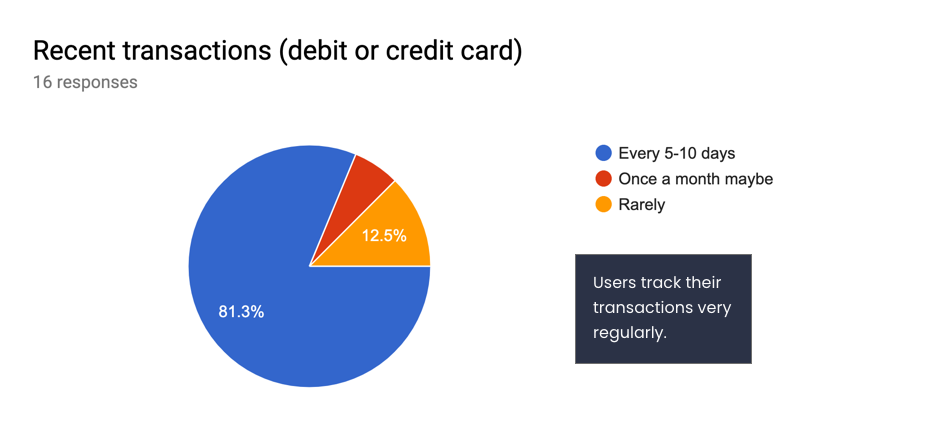 Recent transactions (debit or credit card)
16 responses
Every 5-10 days
Once a month maybe
Rarely
12.5%
81.3%
Users track their
transactions very
regularly.